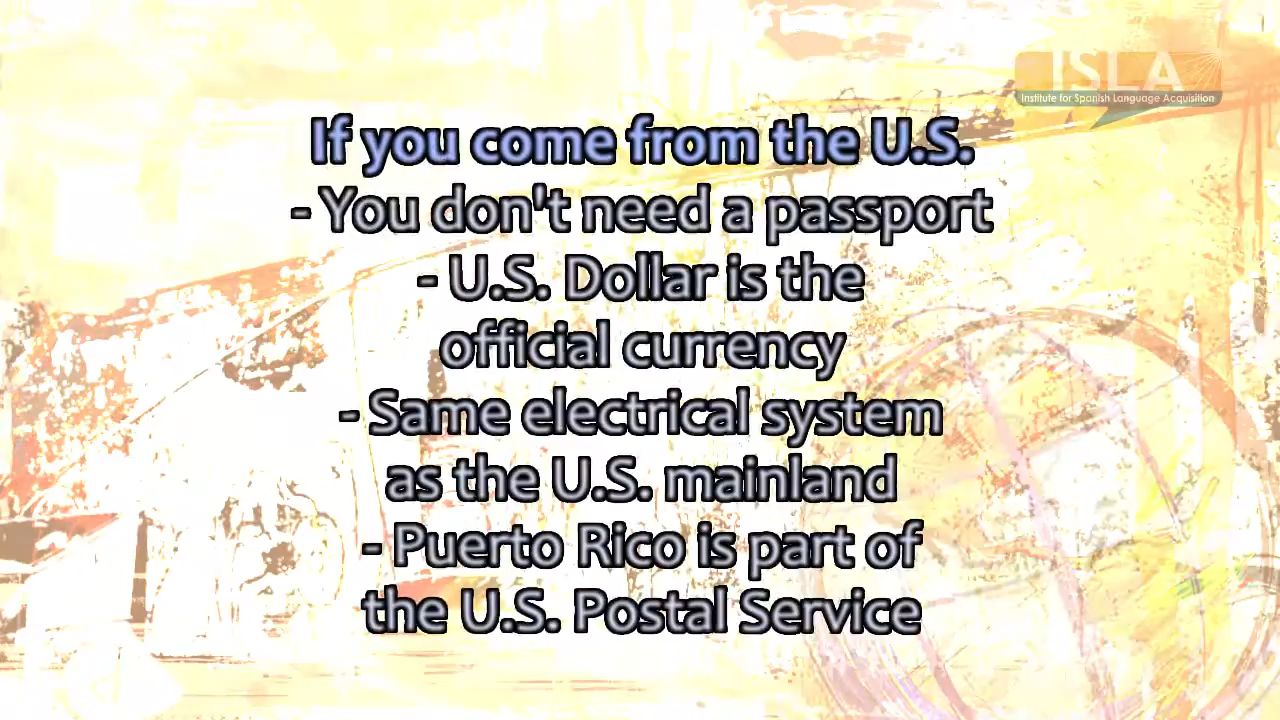 ISLA
Institute for Spanish Language Acquisition
If you come from the U.S.
- You don't need a passport
- U.S. Dollar is the
official currency
- Same electrical system
as the U.S. mainland
- Puerto Rico is part of
the U.S. Postal Service